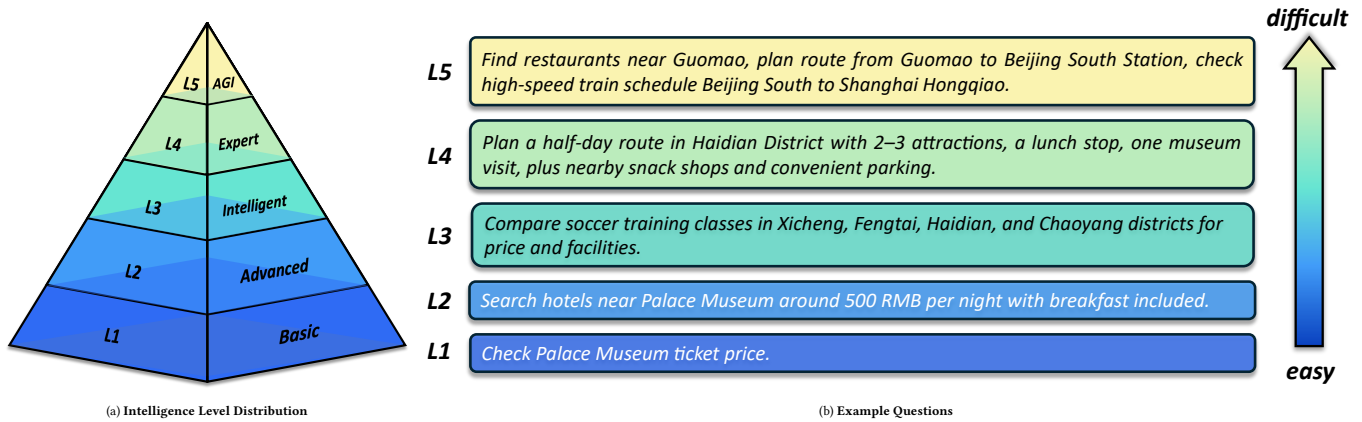 L5 AGI
L4 Expert
L3 Intelligent
L2 Advanced
L1 Basic
(a) Intelligence Level Distribution
difficult
L5 Find restaurants near Guomao, plan route from Guomao to Beijing South Station, check
high-speed train schedule Beijing South to Shanghai Hongqiao.
L4 Plan a half-day route in Haidian District with 2–3 attractions, a lunch stop, one museum
visit, plus nearby snack shops and convenient parking.
L3 Compare soccer training classes in Xicheng, Fengtai, Haidian, and Chaoyang districts for
price and facilities.
L2 Search hotels near Palace Museum around 500 RMB per night with breakfast included.
L1 Check Palace Museum ticket price.
easy
(b) Example Questions